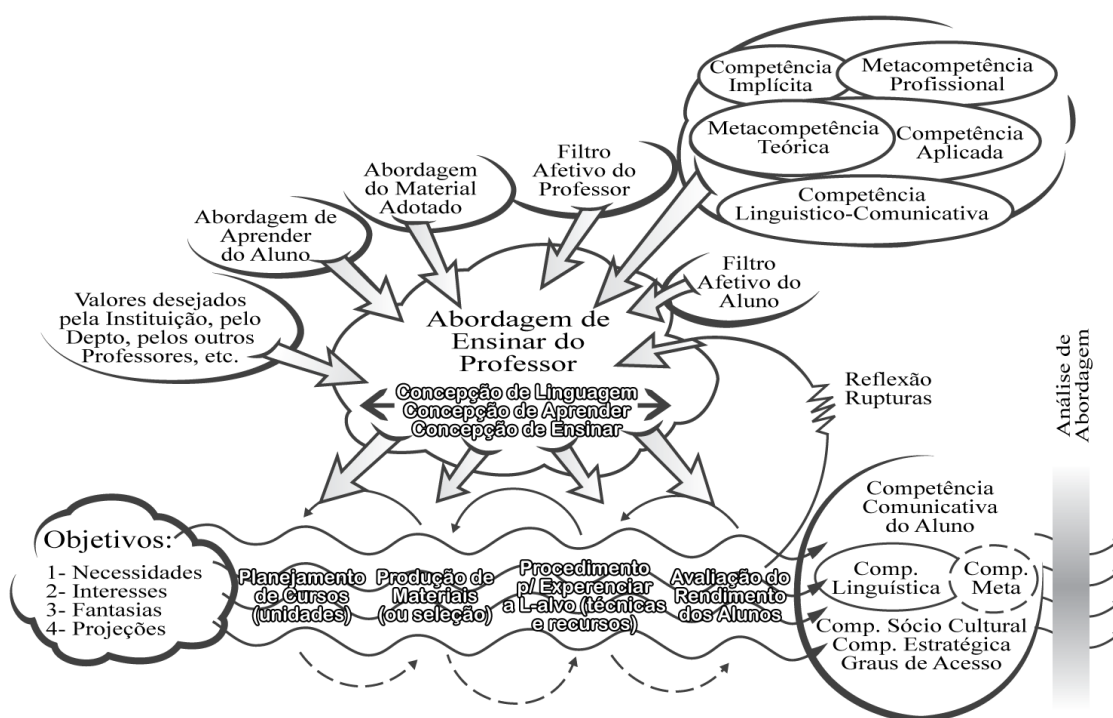 Competência
Implícita
Metacompetência
Profissional
Metacompetência
Teórica
Competência
Aplicada
Competência
Linguistico-Comunicativa
Filtro
Afetivo do
Professor
Abordagem
do Material
Adotado
Abordagem de
Aprender
do Aluno
Filtro
Afetivo do
Aluno
Valores desejados
pela Instituição, pelo
Depto, pelos outros
Professores, etc.
Abordagem de
Ensinar do
Professor
Concepção de Linguagem
Concepção de Aprender
Concepção de Ensinar
Reflexão
Rupturas
Análise de
Abordagem
Objetivos:
1- Necessidades
2- Interesses
3- Fantasias
4- Projeções
Planejamento
de Cursos
(unidades)
Produção de
Materiais
(ou seleção)
Procedimento
p/ Experenciar
a L-alvo (técnicas
e recursos)
Avaliação do
Rendimento
dos Alunos
Competência
Comunicativa
do Aluno
Comp.
Linguística
Comp.
Meta
Comp. Sócio Cultural
Comp. Estratégica
Graus de Acesso